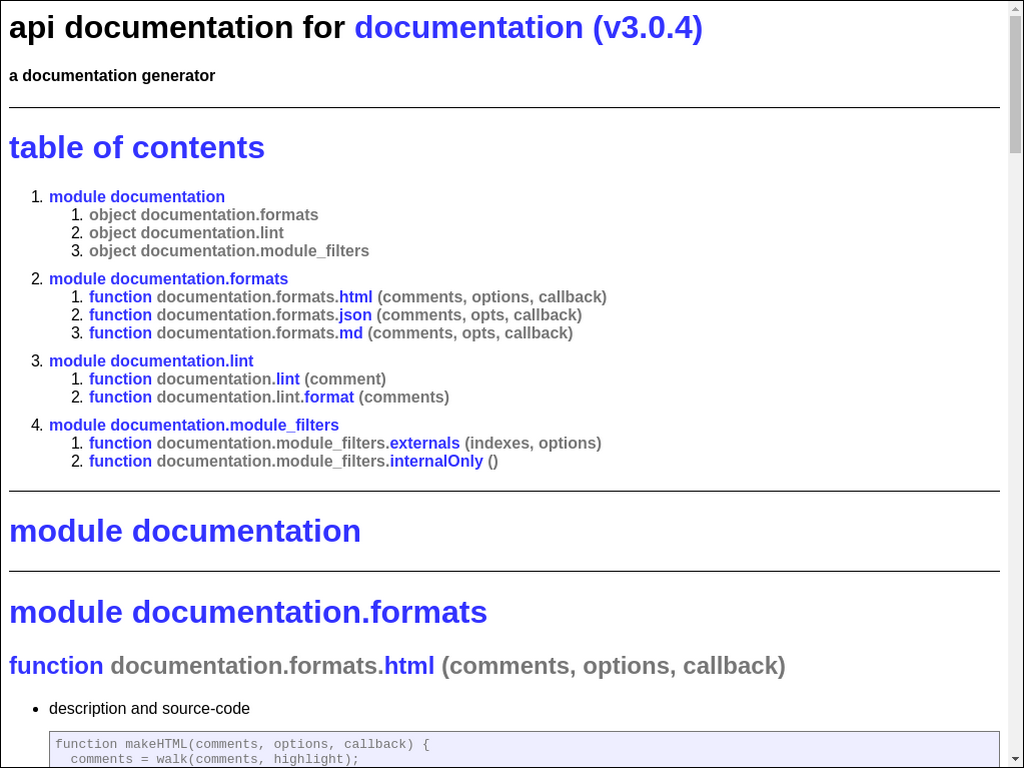 api documentation for documentation (v3.0.4)
a documentation generator
table of contents
1. module documentation
1. object documentation.formats
2. object documentation.lint
3. object documentation.module_filters
2. module documentation.formats
1. function documentation.formats.html (comments, options, callback)
2. function documentation.formats.json (comments, opts, callback)
3. function documentation.formats.md (comments, opts, callback)
3. module documentation.lint
1. function documentation.lint (comment)
2. function documentation.lint.format (comments)
4. module documentation.module_filters
1. function documentation.module_filters.externals (indexes, options)
2. function documentation.module_filters.internalOnly ()
module documentation
module documentation.formats
function documentation.formats.html (comments, options, callback)
• description and source-code
function makeHTML(comments, options, callback) {
  comments = walk(comments, highlight);